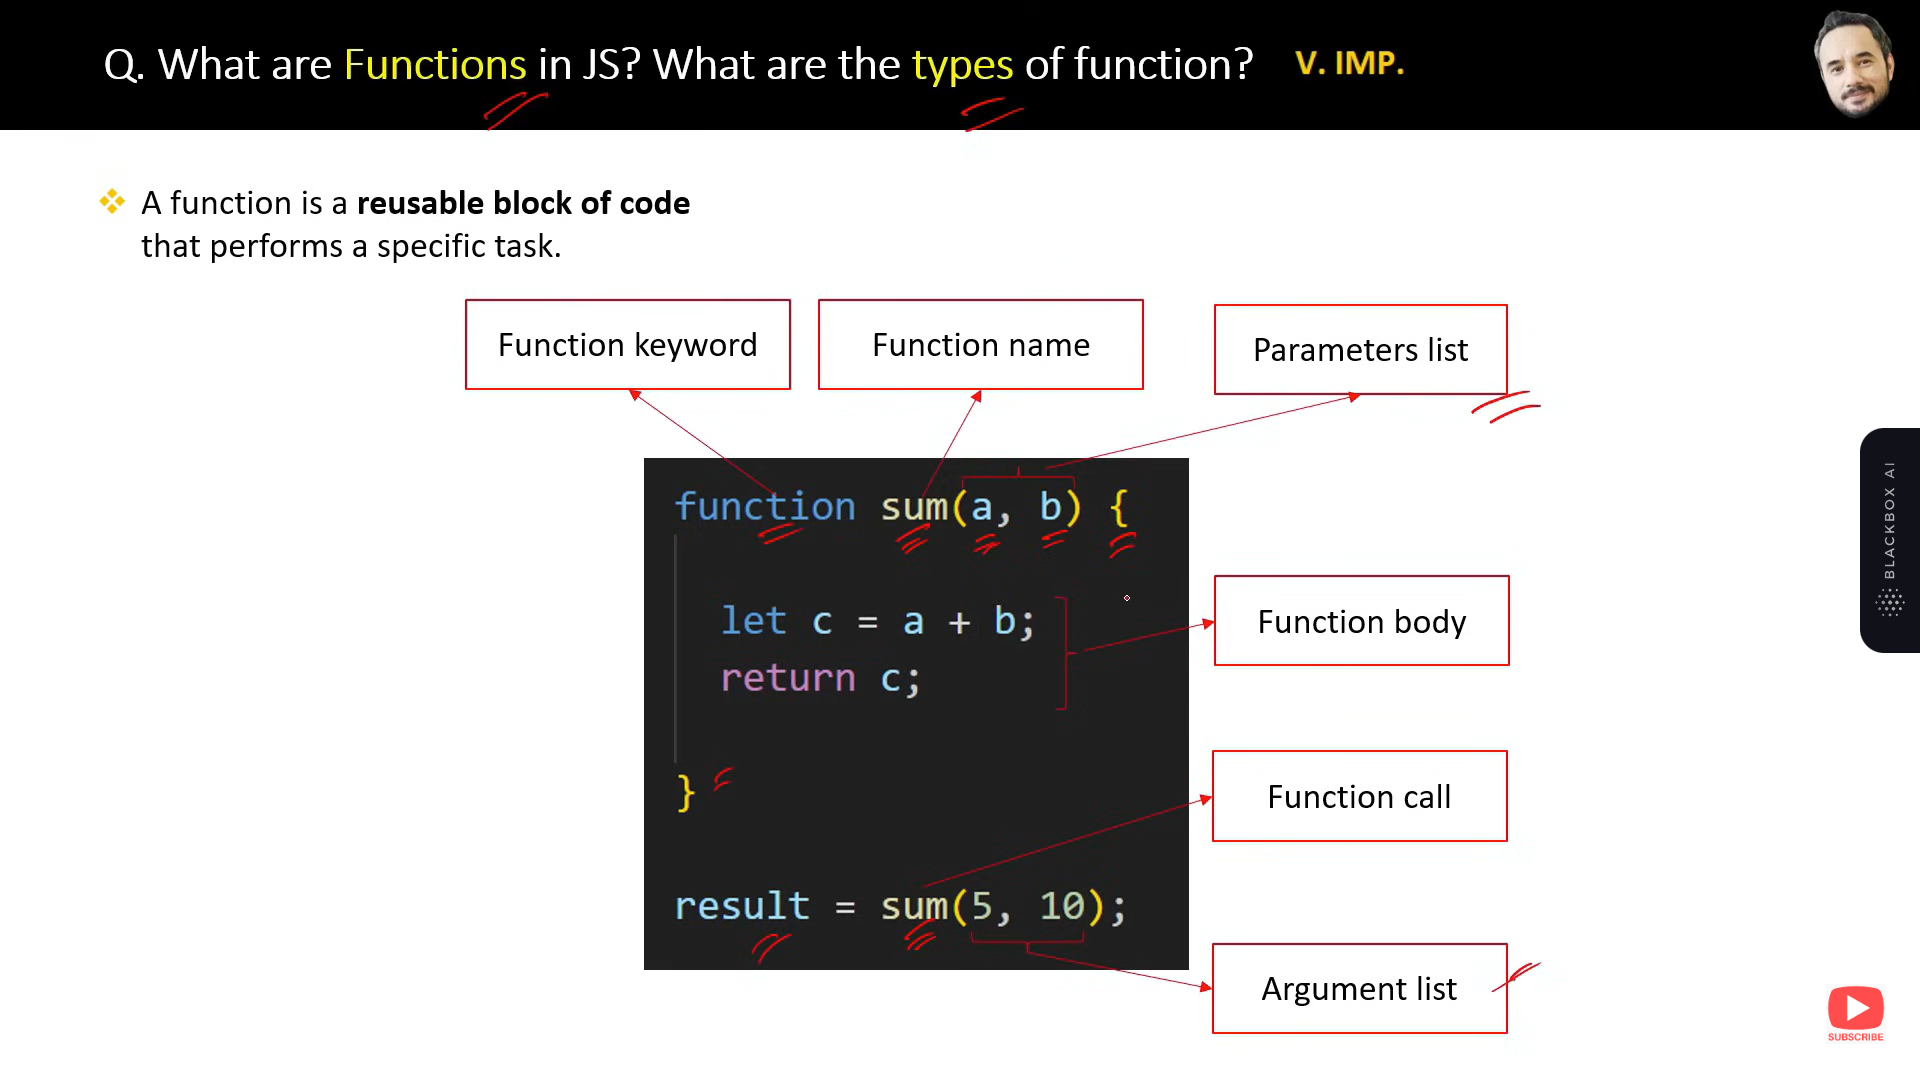 Q. What are Functions in JS? What are the types of function? V. IMP.
A function is a reusable block of code
that performs a specific task.
Function keyword
Function name
Parameters list
function sum(a, b) {
let c = a + b;
return c;
}
result = sum(5, 10);
Function body
Function call
Argument list
BLACKBOX AI
SUBSCRIBE